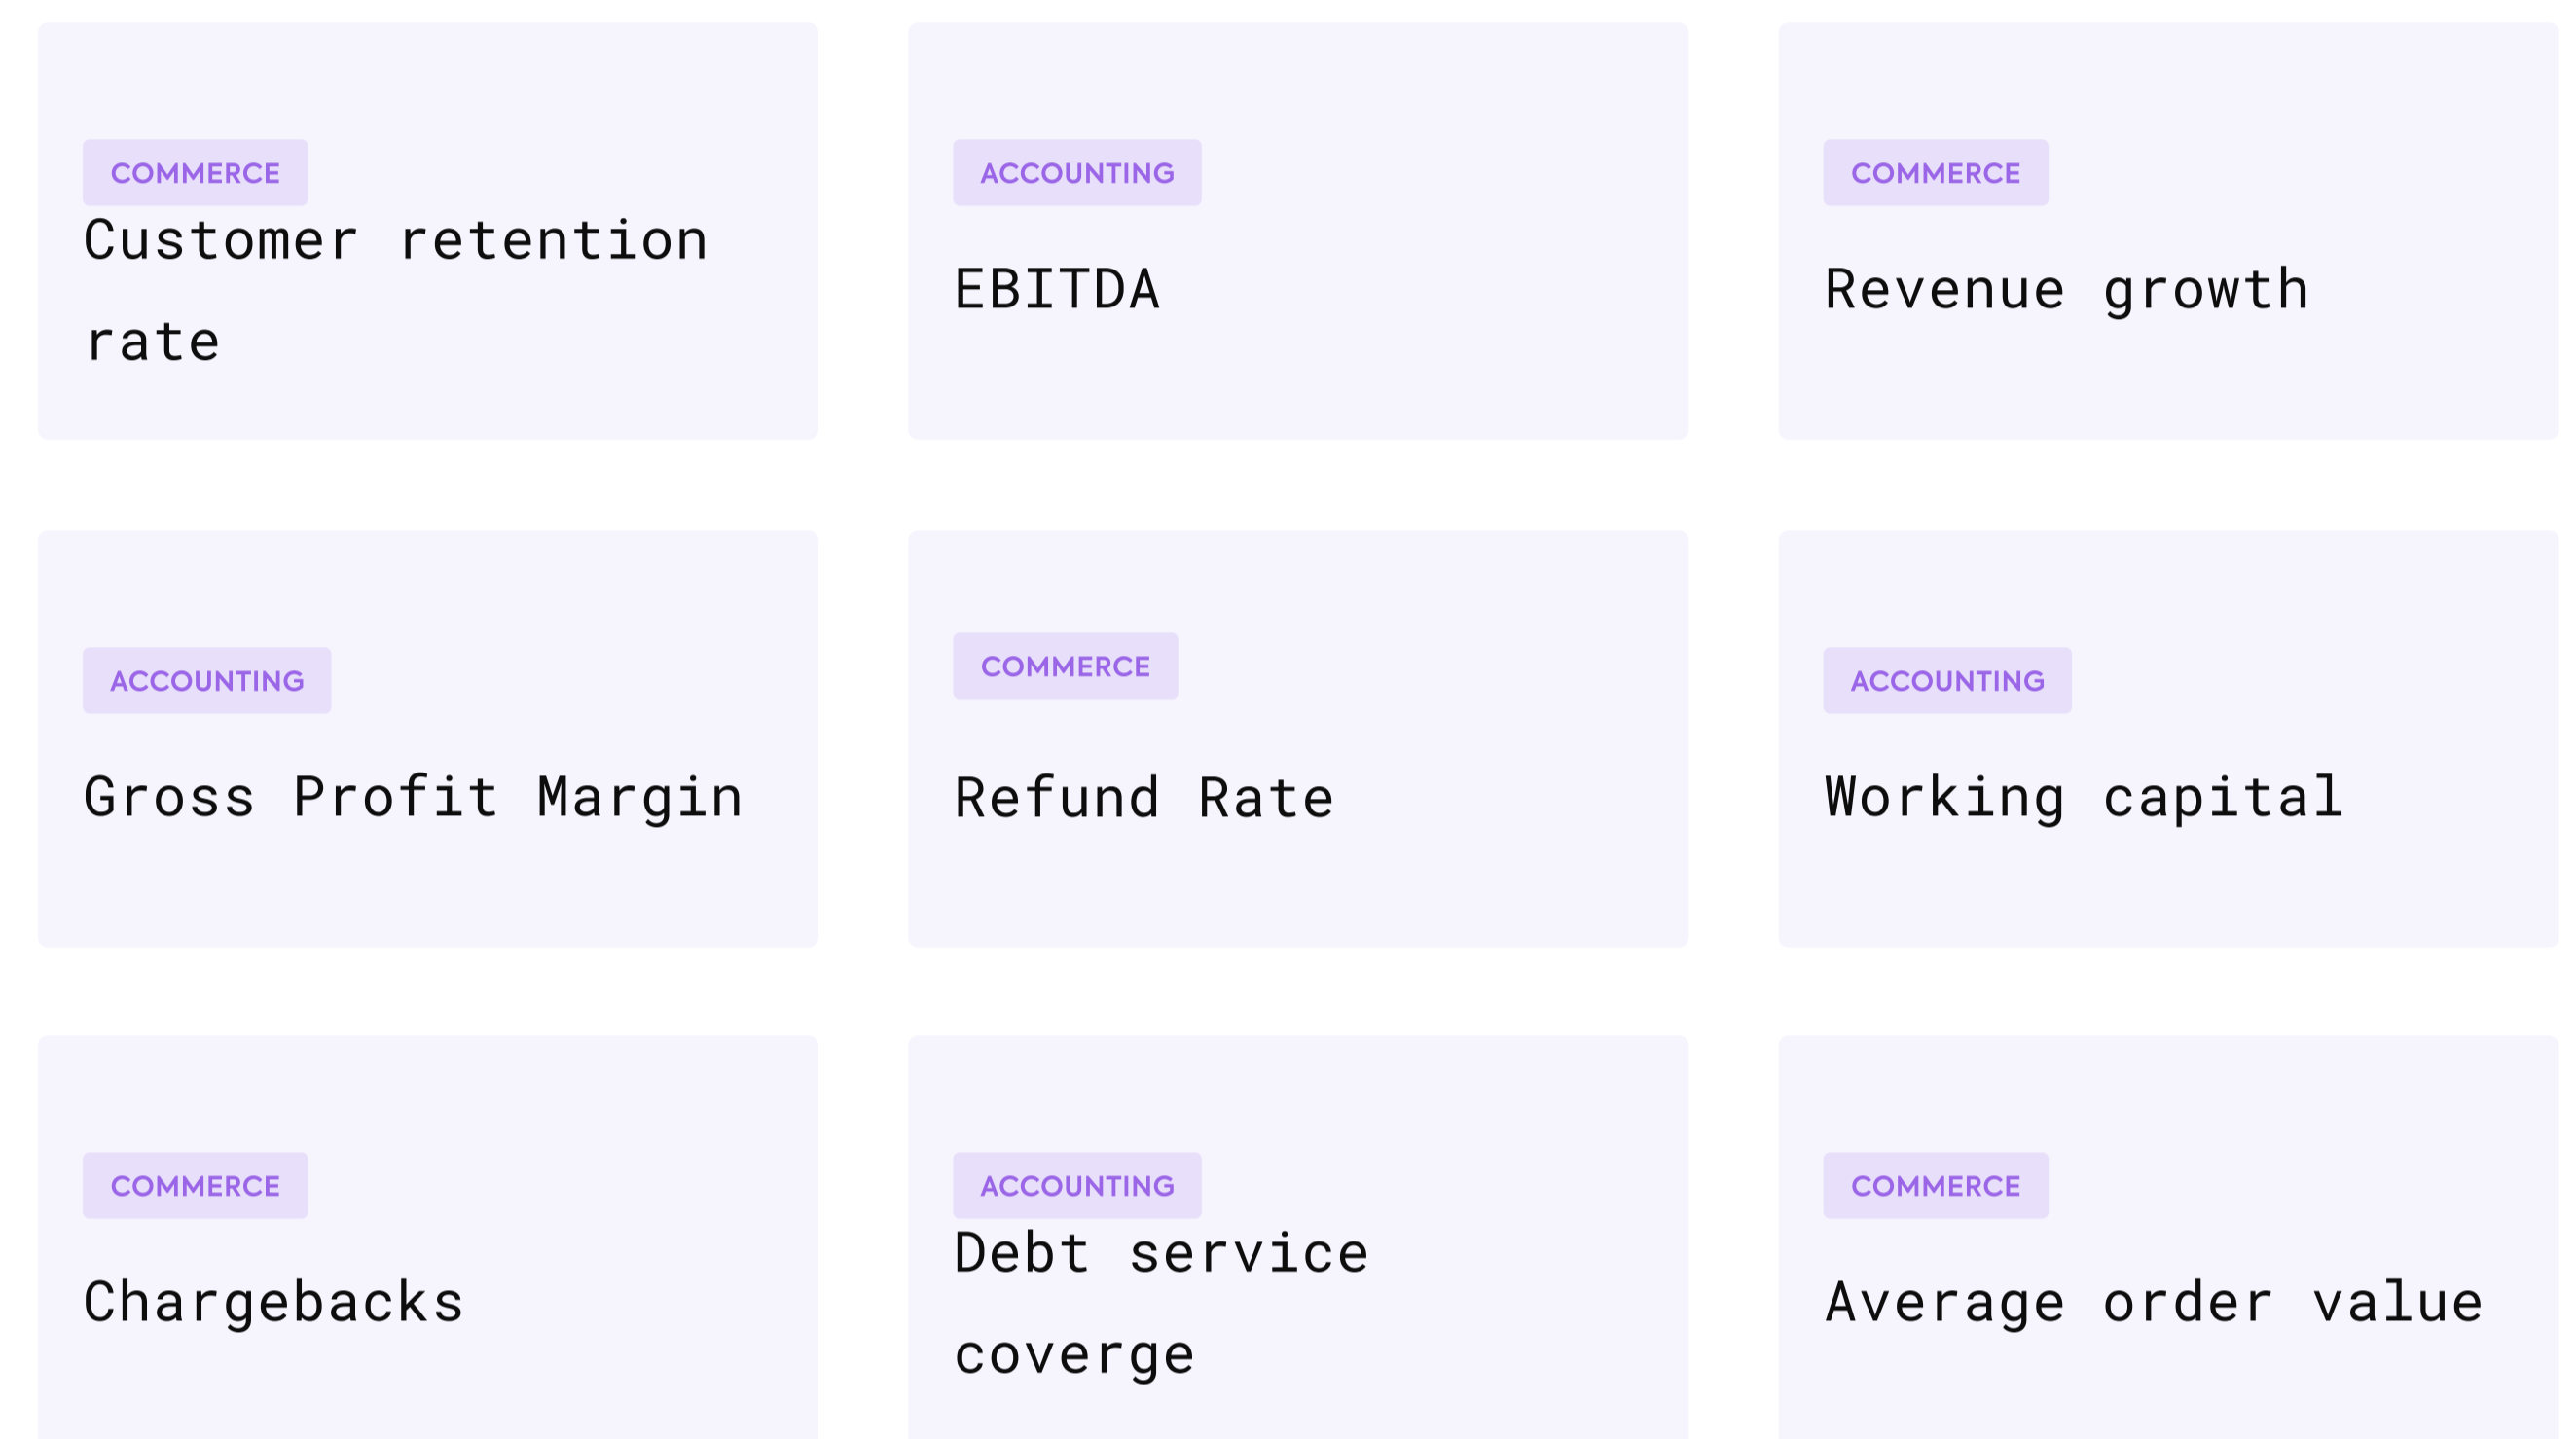 COMMERCE
Customer retention
rate
ACCOUNTING
EBITDA
COMMERCE
Revenue growth
ACCOUNTING
Gross Profit Margin
COMMERCE
Refund Rate
ACCOUNTING
Working capital
COMMERCE
Chargebacks
ACCOUNTING
Debt service
coverge
COMMERCE
Average order value